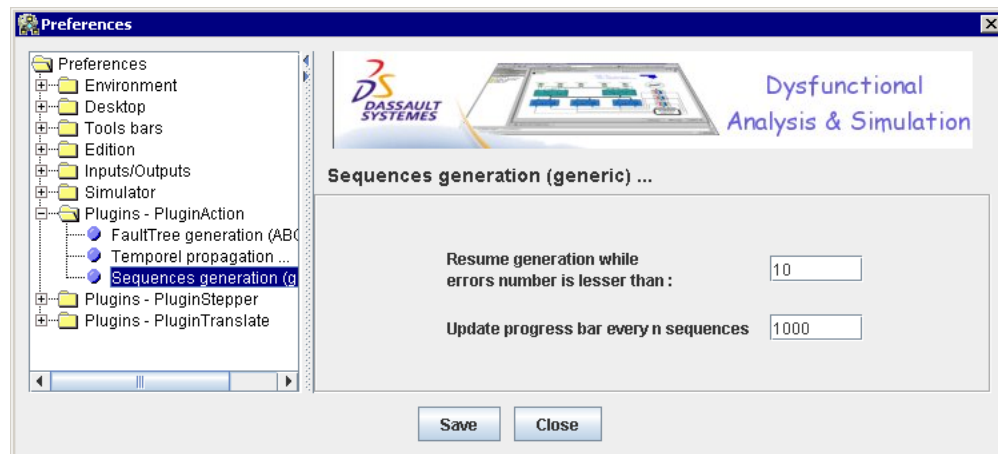 Preferences
Preferences
Environment
Desktop
Tools bars
Edition
Inputs/Outputs
Simulator
Plugins - PluginAction
FaultTree generation (ABC
Temporel propagation ...
Sequences generation (g
Plugins - PluginStepper
Plugins - PluginTranslate
DASSAULT
SYSTEMES
Dysfunctional
Analysis & Simulation
Sequences generation (generic) ...
Resume generation while
errors number is lesser than :
10
Update progress bar every n sequences
1000
Save
Close